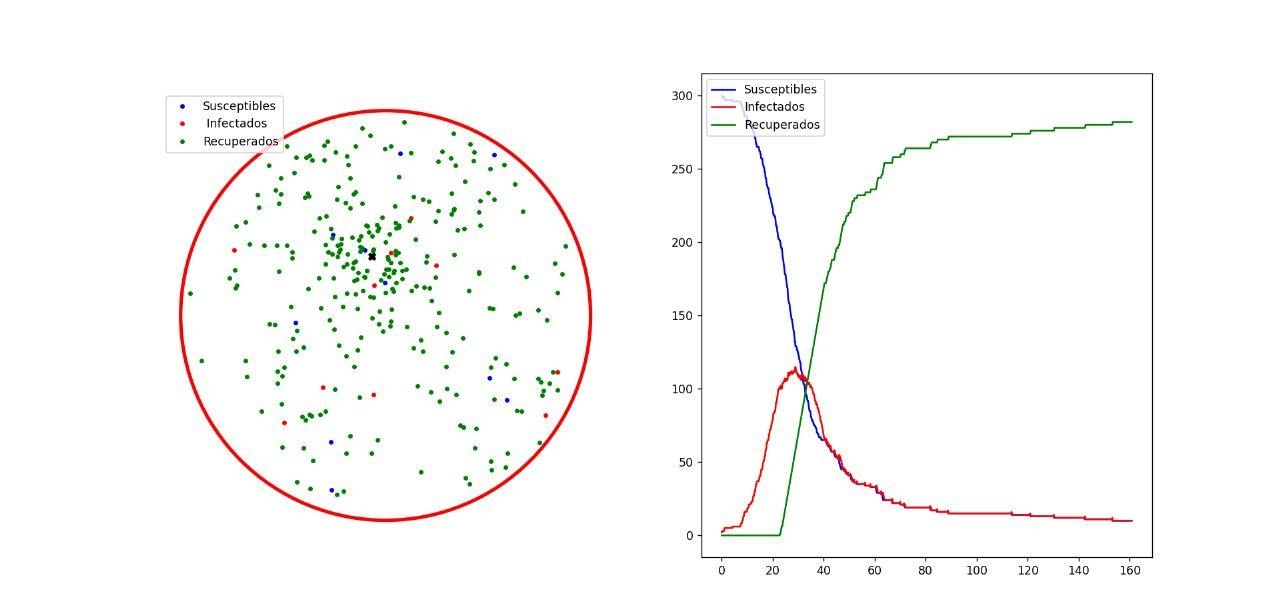 Susceptibles
Infectados
Recuperados
Susceptibles
Infectados
Recuperados
300
250
200
150
100
50
0
0 20 40 60 80 100 120 140 160